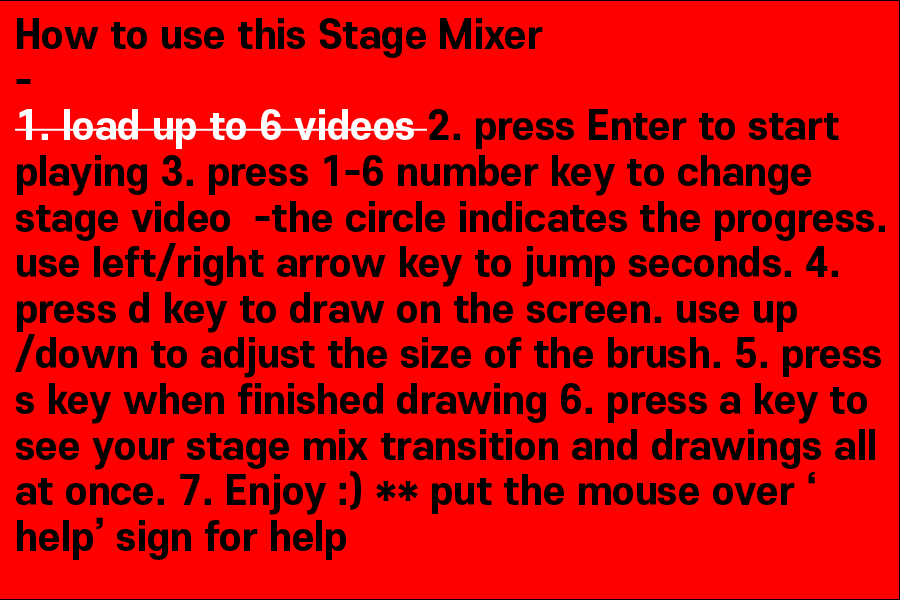 How to use this Stage Mixer
-
1. load up to 6 videos 2. press Enter to start
playing 3. press 1-6 number key to change
stage video  -the circle indicates the progress.
use left/right arrow key to jump seconds. 4.
press d key to draw on the screen. use up
/down to adjust the size of the brush. 5. press
s key when finished drawing 6. press a key to
see your stage mix transition and drawings all
at once. 7. Enjoy :) ** put the mouse over ‘
help’ sign for help